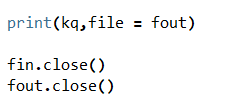 print(kq,file = fout)
fin.close()
fout.close()